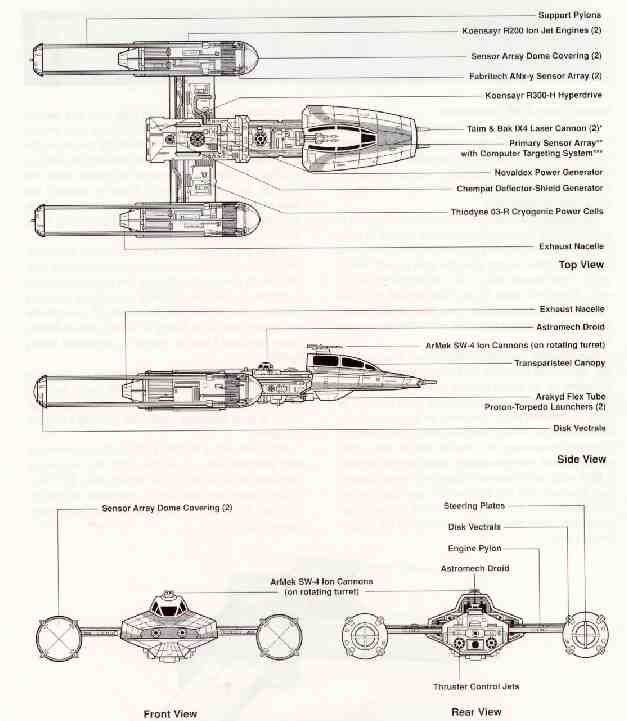 Support Pylons
Koensayr R200 Ion Jet Engines (2)
Sensor Array Dome Covering (2)
Fabritech ANx-y Sensor Array (2)
Koensayr R300-H Hyperdrive
Taim & Bak IX4 Laser Cannon (2)*
Primary Sensor Array**
with Computer Targeting System***
Novaldex Power Generator
Chempat Deflector-Shield Generator
Thiodyne 03-R Cryogenic Power Cells
Exhaust Nacelle
Top View
Exhaust Nacelle
Astromech Droid
ArMek SW-4 Ion Cannons (on rotating turret)
Transparisteel Canopy
Arakyd Flex Tube
Proton-Torpedo Launchers (2)
Disk Vectrals
Side View
Sensor Array Dome Covering (2)
Steering Plates
Disk Vectrals
Engine Pylon
Astromech Droid
ArMek SW-4 Ion Cannons
(on rotating turret)
Thruster Control Jets
Front View
Rear View